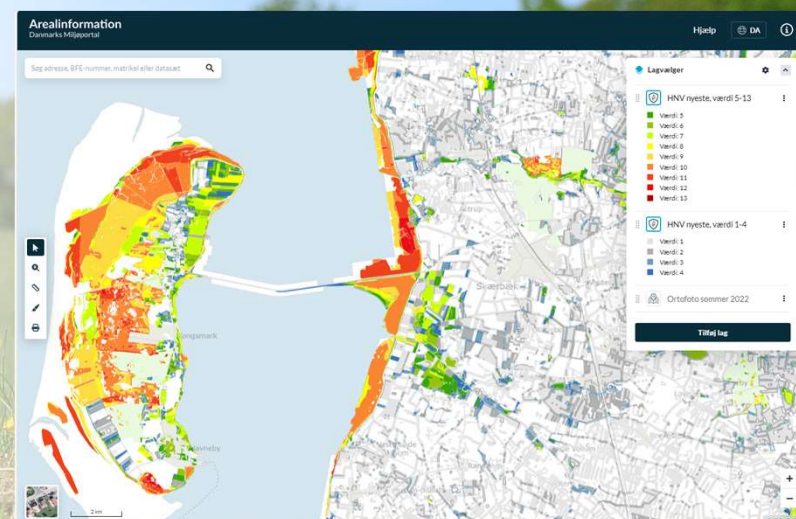 Arealinformation
Danmarks Miljøportal
Hjælp
DA
Søg adresse, BFE-nummer, matrikel eller datasæt
Lagvælger
HNV nyeste, værdi 5-13
Værdi: 5
Værdi: 6
Værdi: 7
Værdi: 8
Værdi: 9
Værdi: 10
Værdi: 11
Værdi: 12
Værdi: 13
HNV nyeste, værdi 1-4
Værdi: 1
Værdi: 2
Værdi: 3
Værdi: 4
Ortofoto sommer 2022
Tilføj lag
Skærbæk
2 km